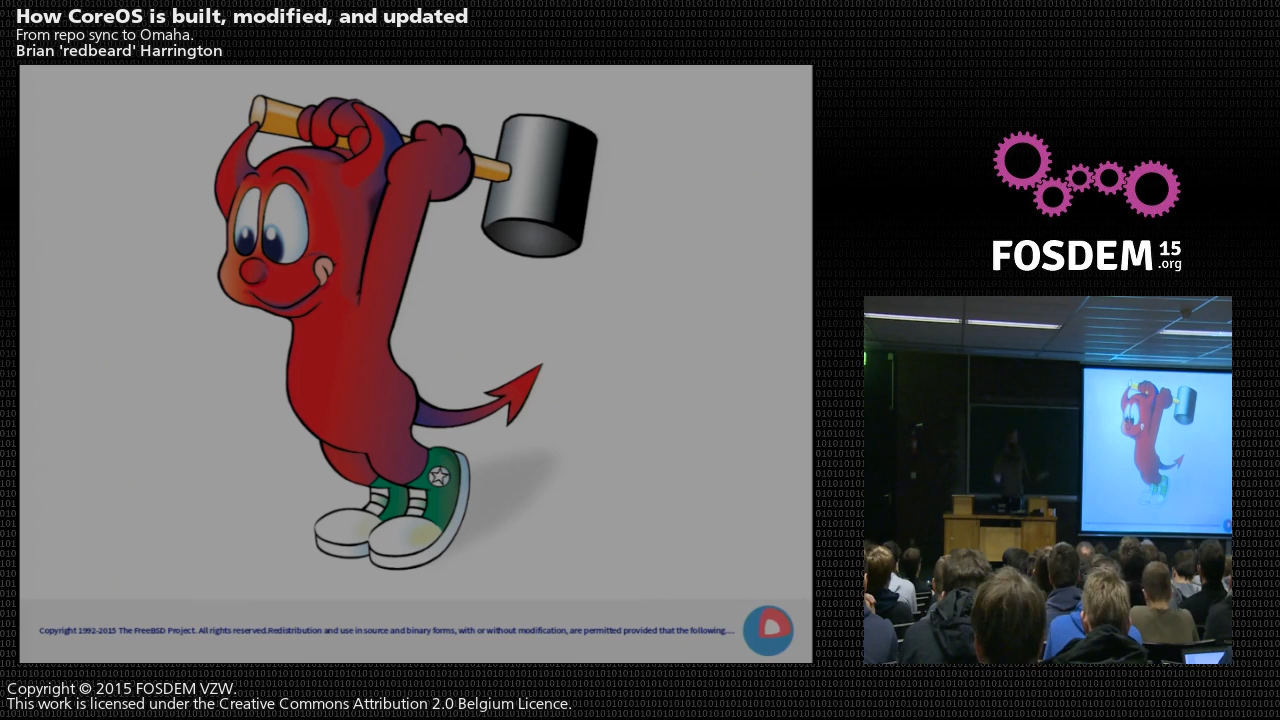 How CoreOS is built, modified, and updated
From repo sync to Omaha.
Brian 'redbeard' Harrington
FOSDEM 15
.org
Copyright 1992-2015 The FreeBSD Project. All rights reserved.Redistribution and use in source and binary forms, with or without modification, are permitted provided that the following....
Copyright © 2015 FOSDEM VZW.
This work is licensed under the Creative Commons Attribution 2.0 Belgium Licence.